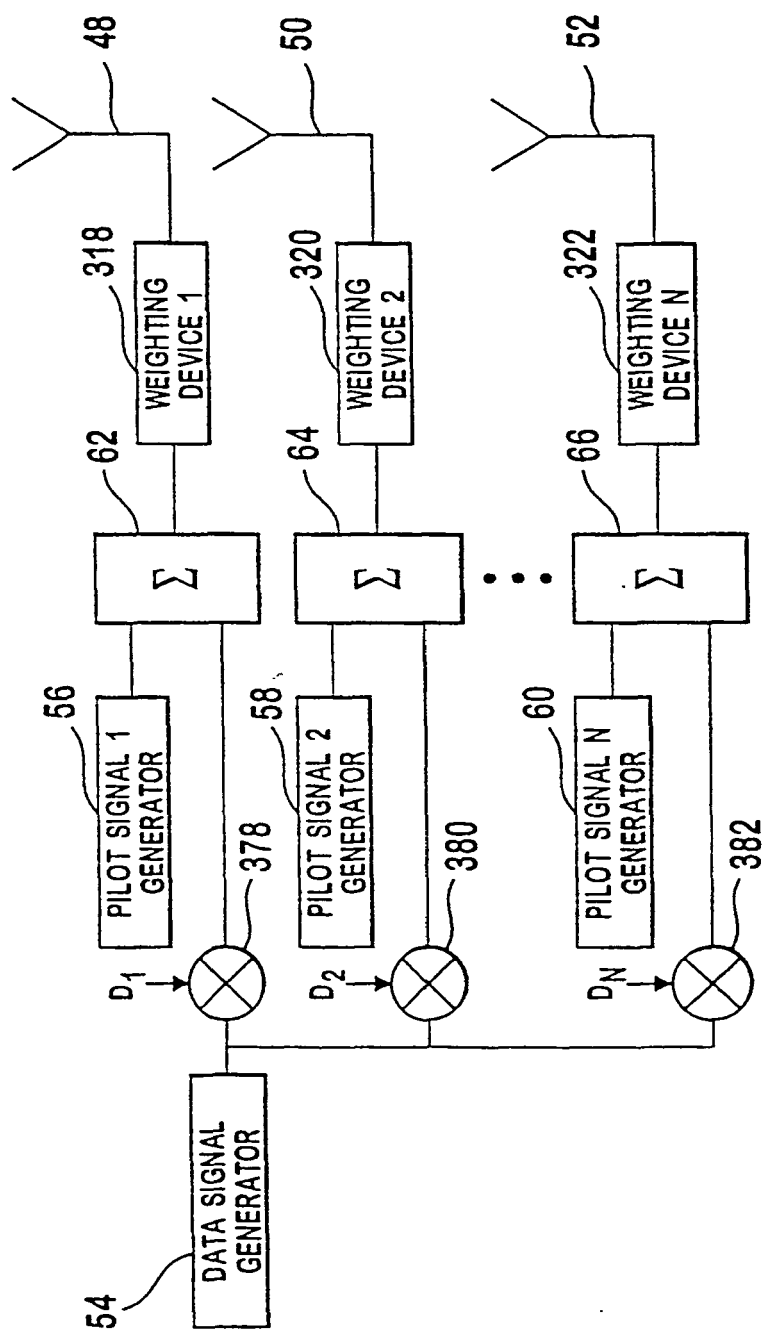 48
50
52
318
320
322
WEIGHTING
DEVICE 1
WEIGHTING
DEVICE 2
WEIGHTING
DEVICE N
62
64
66
Σ
Σ
Σ
56
58
60
PILOT SIGNAL 1
GENERATOR
PILOT SIGNAL 2
GENERATOR
PILOT SIGNAL N
GENERATOR
378
380
382
D1
D2
DN
DATA SIGNAL
GENERATOR
54